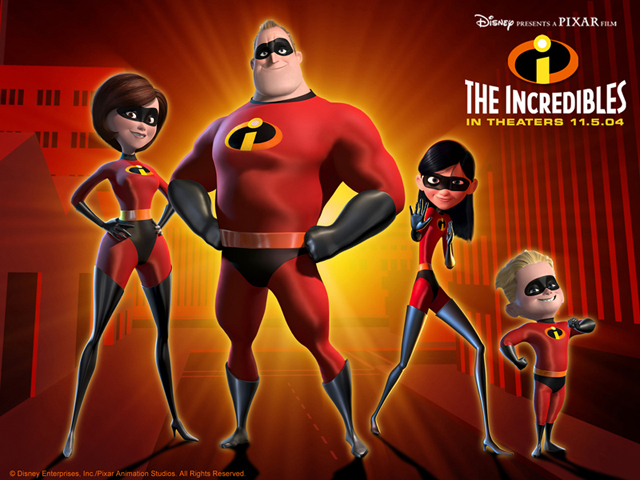 Disney PRESENTS A PIXAR FILM
THE INCREDIBLES
IN THEATERS 11.5.04
© Disney Enterprises, Inc./Pixar Animation Studios. All Rights Reserved.